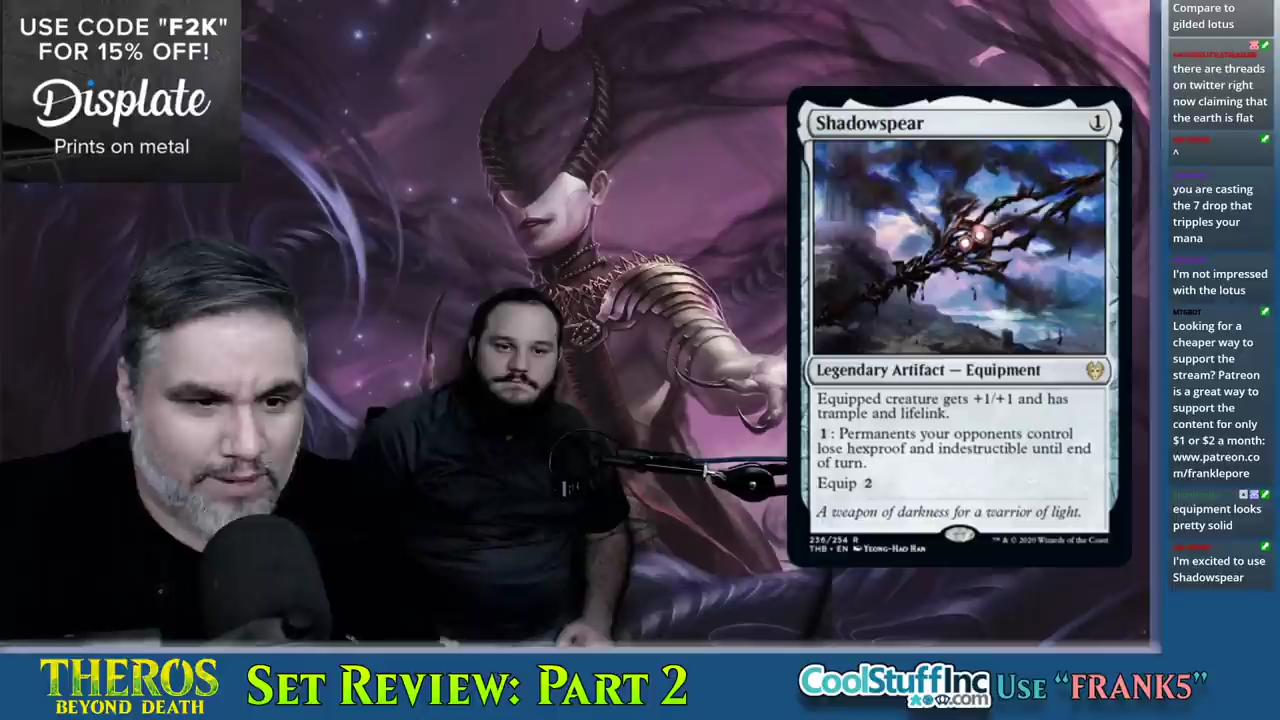 USE CODE "F2K"
FOR 15% OFF!
Displate
Prints on metal
Shadowspear 1
Legendary Artifact — Equipment
Equipped creature gets +1/+1 and has
trample and lifelink.
1 : Permanents your opponents control
lose hexproof and indestructible until end
of turn.
Equip 2
A weapon of darkness for a warrior of light.
236/254 R
THB • EN Yeong-Hao Han
™ & © 2020 Wizards of the Coast
Compare to
gilded lotus
there are threads
on twitter right
now claiming that
the earth is flat
^
you are casting
the 7 drop that
tripples your
mana
I'm not impressed
with the lotus
MTGBOT
Looking for a
cheaper way to
support the
stream? Patreon
is a great way to
support the
content for only
$1 or $2 a month:
www.patreon.co
m/franklepore
equipment looks
pretty solid
I'm excited to use
Shadowspear
THEROS
BEYOND DEATH
SET REVIEW: PART 2
CoolStuffInc
.com
USE "FRANK5"